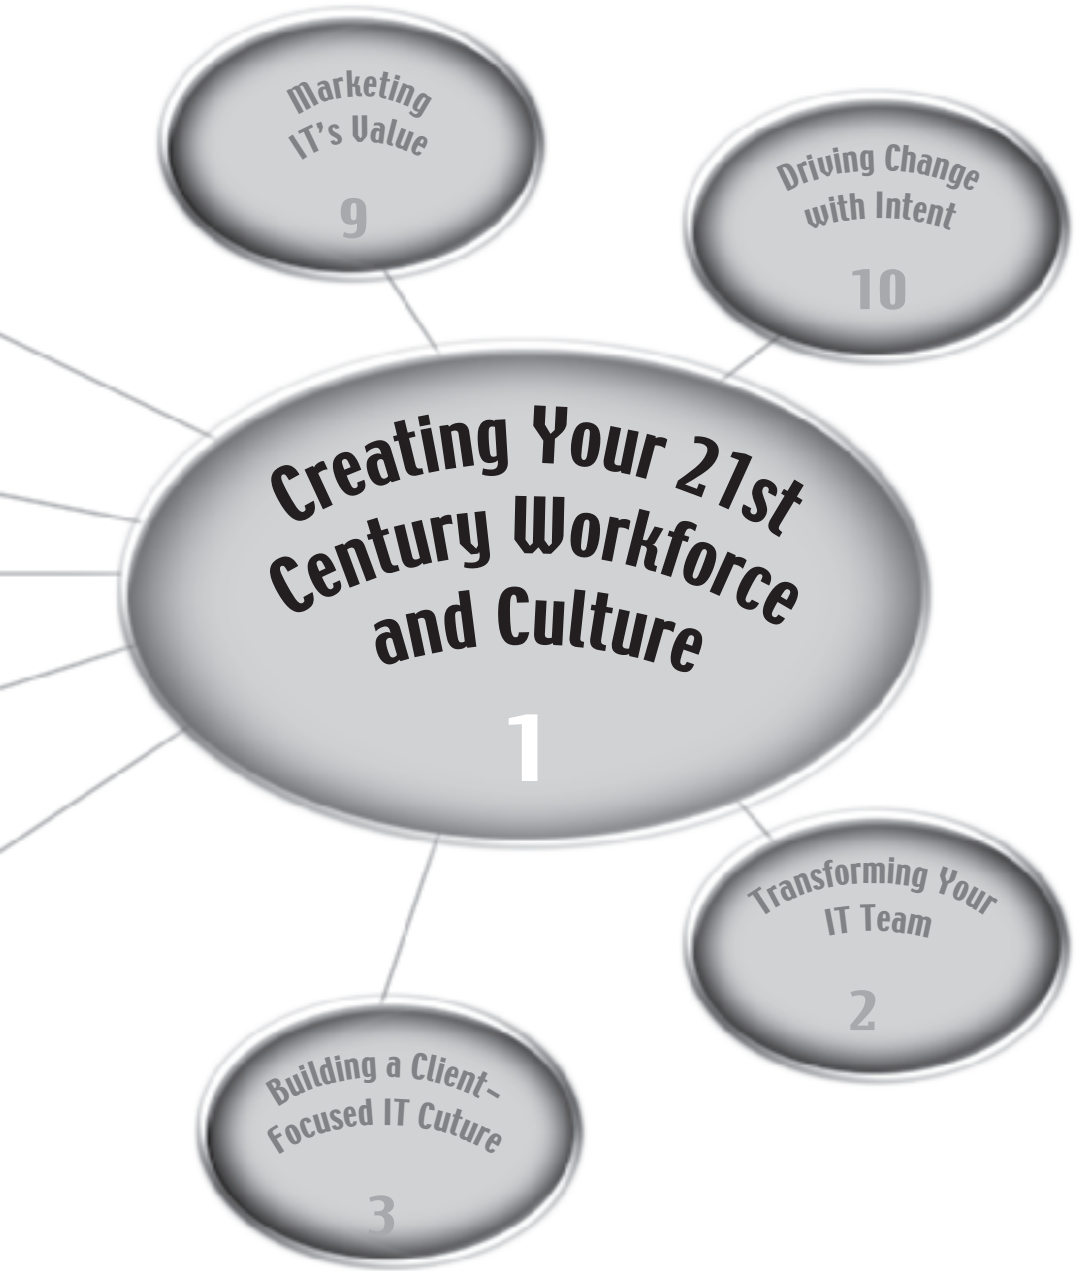 Marketing
IT's Value
9
Driving Change
with Intent
10
Creating Your 21st
Century Workforce
and Culture
1
Transforming Your
IT Team
2
Building a Client-
Focused IT Cuture
3